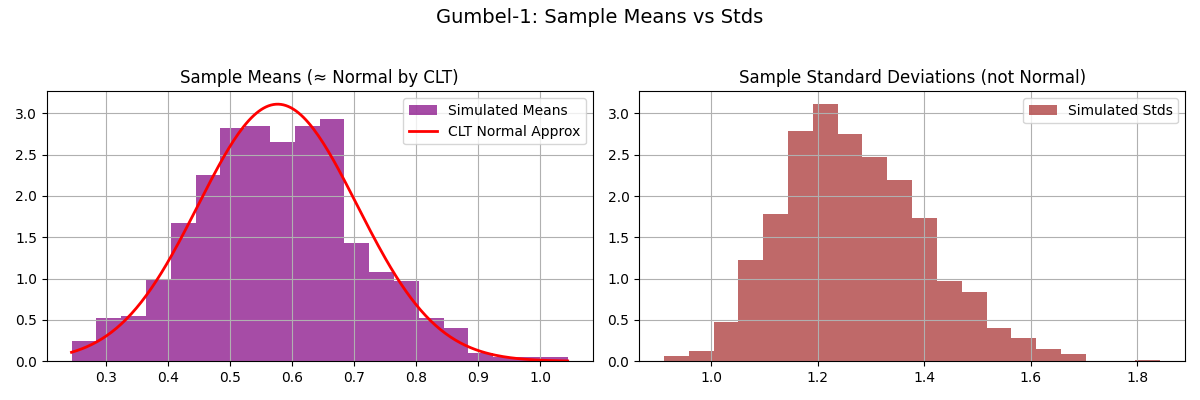 Gumbel-1: Sample Means vs Stds
Sample Means (≈ Normal by CLT)
Simulated Means
CLT Normal Approx
3.0
2.5
2.0
1.5
1.0
0.5
0.0
0.3 0.4 0.5 0.6 0.7 0.8 0.9 1.0
Sample Standard Deviations (not Normal)
Simulated Stds
3.0
2.5
2.0
1.5
1.0
0.5
0.0
1.0 1.2 1.4 1.6 1.8